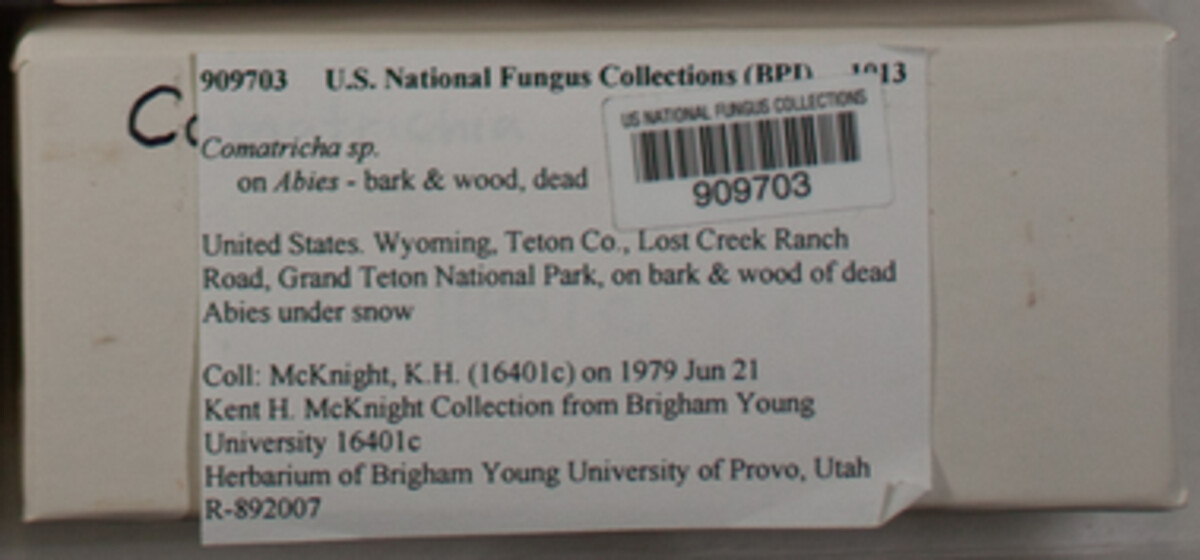 909703 U.S. National Fungus Collections (BPI)
US NATIONAL FUNGUS COLLECTIONS
909703
Comatricha sp.
on Abies - bark & wood, dead
United States. Wyoming, Teton Co., Lost Creek Ranch
Road, Grand Teton National Park, on bark & wood of dead
Abies under snow
Coll: McKnight, K.H. (16401c) on 1979 Jun 21
Kent H. McKnight Collection from Brigham Young
University 16401c
Herbarium of Brigham Young University of Provo, Utah
R-892007